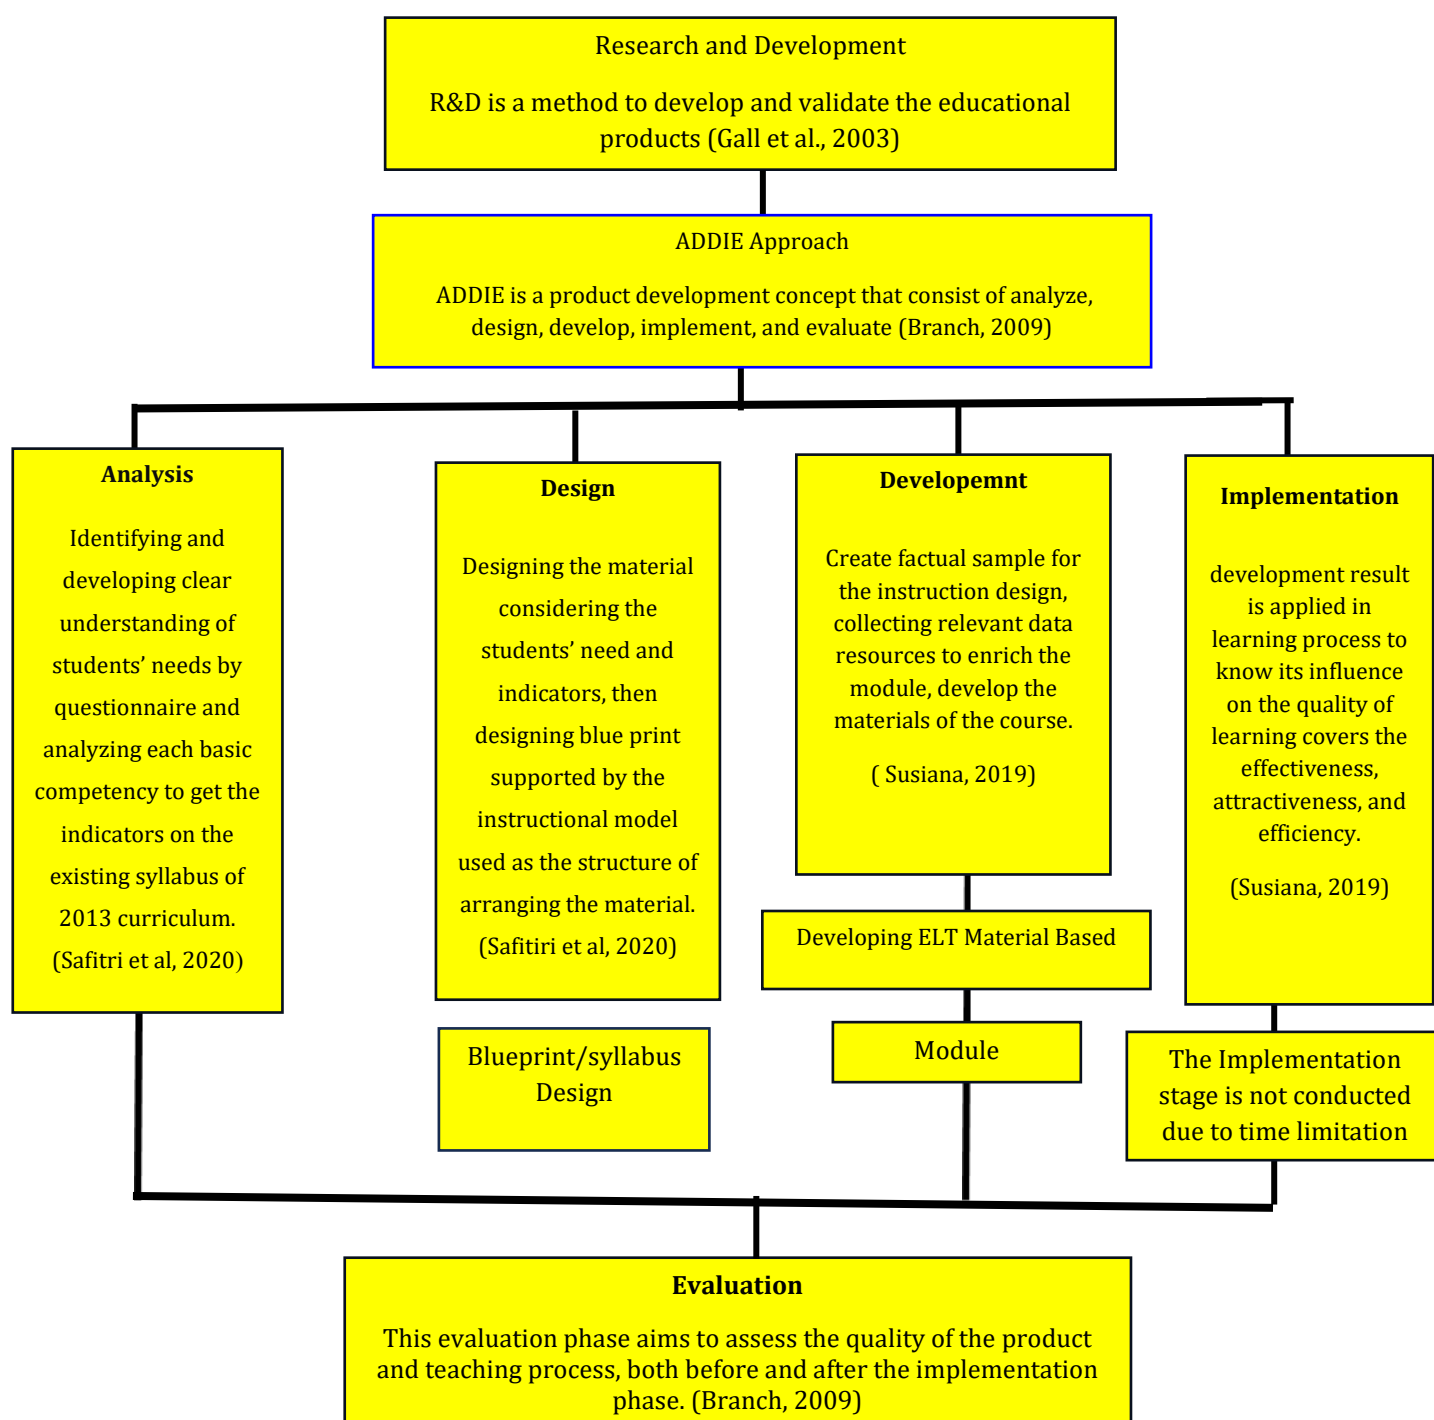 Research and Development
R&D is a method to develop and validate the educational
products (Gall et al., 2003)
ADDIE Approach
ADDIE is a product development concept that consist of analyze,
design, develop, implement, and evaluate (Branch, 2009)
Analysis
Identifying and
developing clear
understanding of
students’ needs by
questionnaire and
analyzing each basic
competency to get the
indicators on the
existing syllabus of
2013 curriculum.
(Safitri et al, 2020)
Design
Designing the material
considering the
students’ need and
indicators, then
designing blue print
supported by the
instructional model
used as the structure of
arranging the material.
(Safitiri et al, 2020)
Blueprint/syllabus
Design
Developemnt
Create factual sample for
the instruction design,
collecting relevant data
resources to enrich the
module, develop the
materials of the course.
( Susiana, 2019)
Developing ELT Material Based
Module
Implementation
development result
is applied in
learning process to
know its influence
on the quality of
learning covers the
effectiveness,
attractiveness, and
efficiency.
(Susiana, 2019)
The Implementation
stage is not conducted
due to time limitation
Evaluation
This evaluation phase aims to assess the quality of the product
and teaching process, both before and after the implementation
phase. (Branch, 2009)